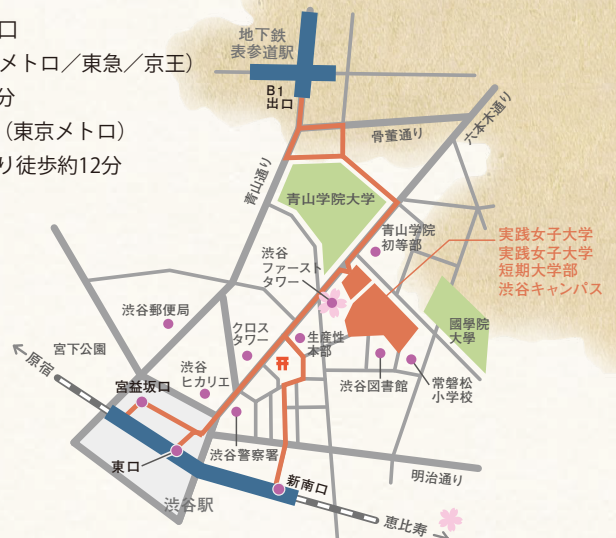 口
メトロ／東急／京王）
分
（東京メトロ）
り徒歩約12分
地下鉄
表参道駅
B1
出口
骨董通り
六本木通り
青山通り
青山学院大学
青山学院
初等部
実践女子大学
実践女子大学
短期大学部
渋谷キャンパス
渋谷
ファースト
タワー
國學院
大學
渋谷郵便局
クロス
タワー
生産性
本部
宮下公園
渋谷
ヒカリエ
渋谷図書館
常磐松
小学校
原宿
宮益坂口
渋谷警察署
東口
新南口
明治通り
渋谷駅
恵比寿